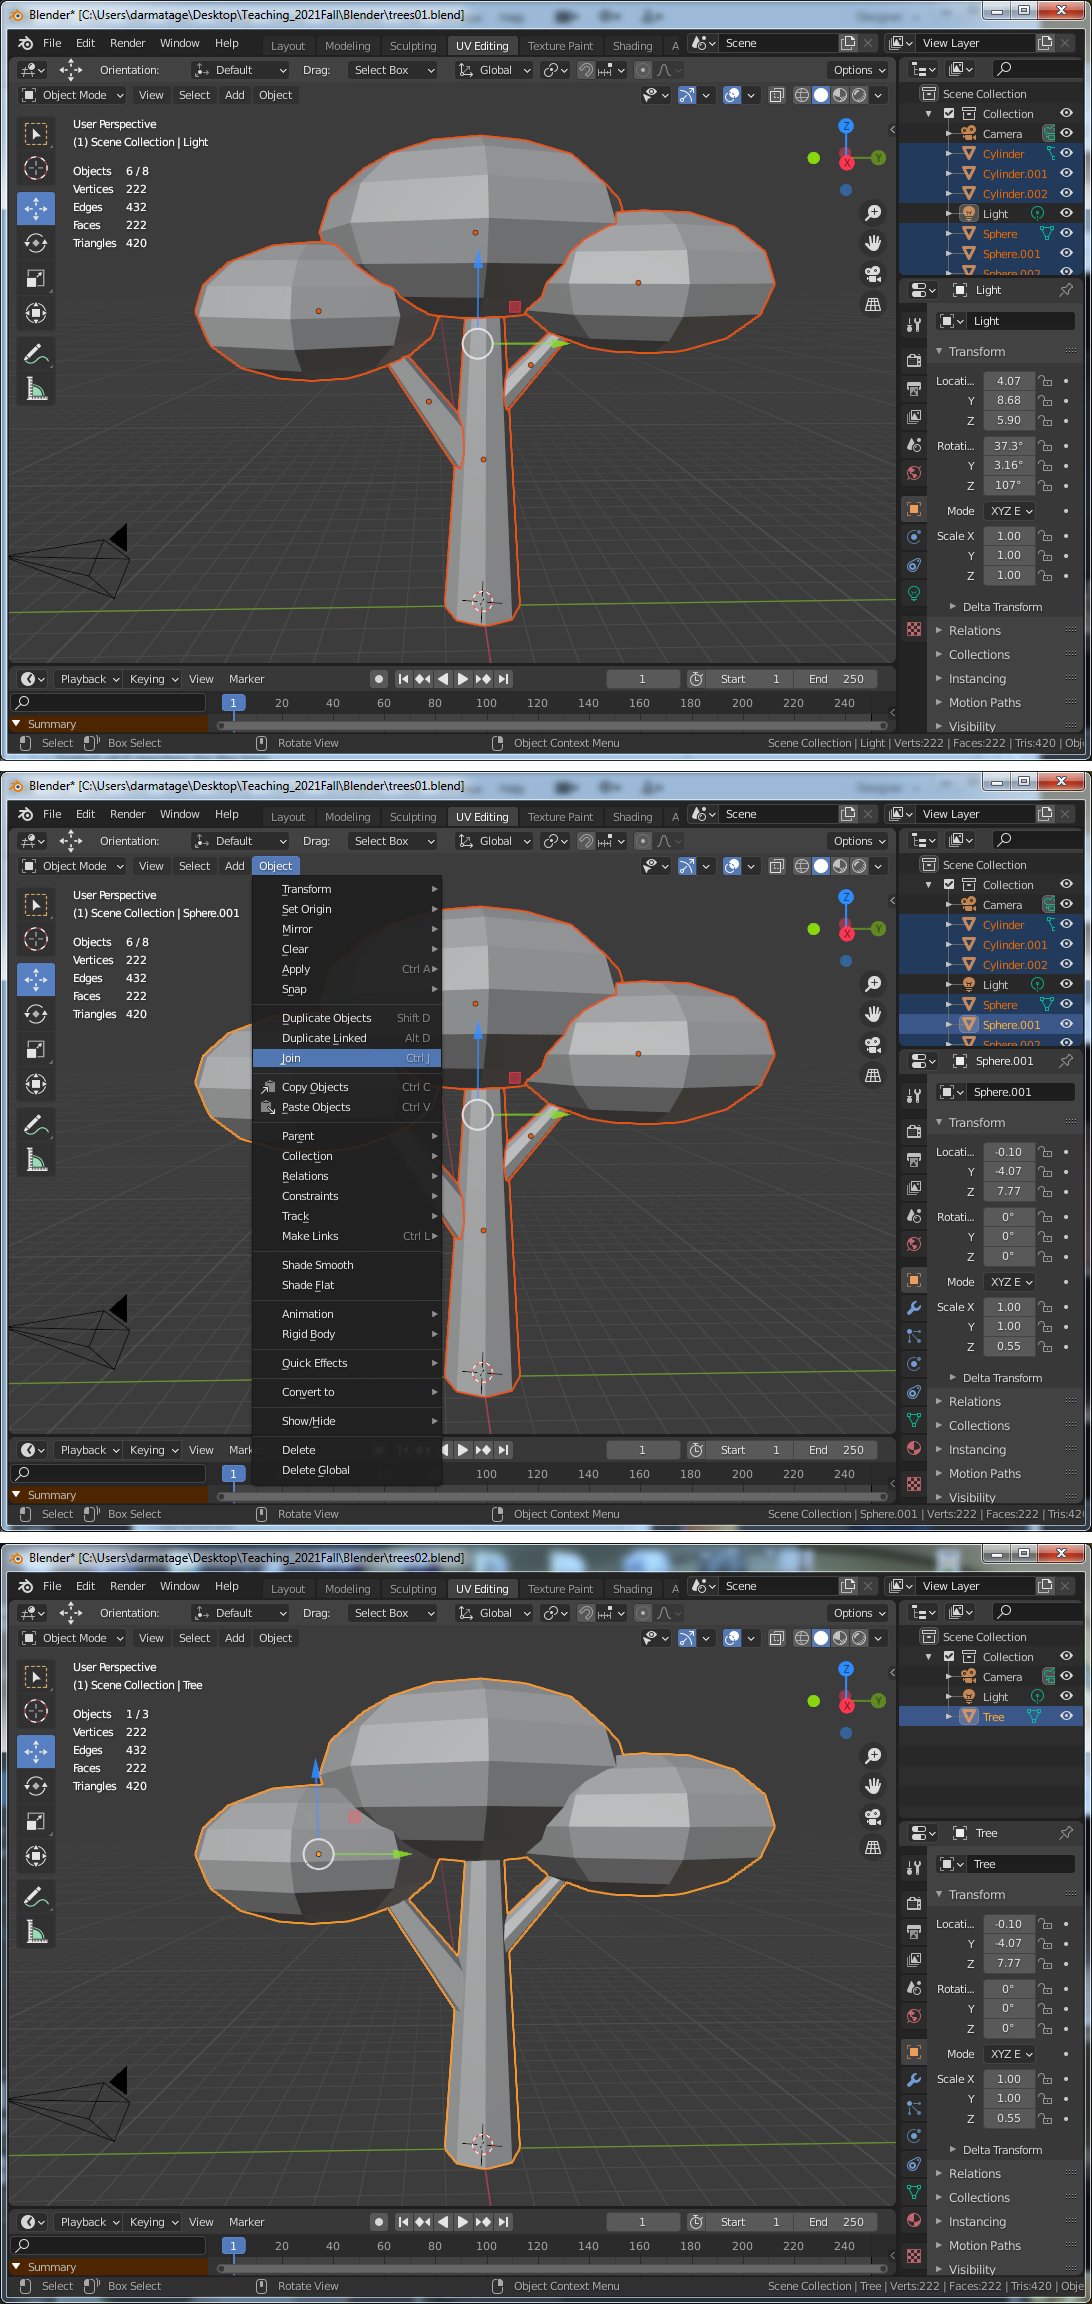 Blender* [C:\Users\darmatage\Desktop\Teaching_2021Fall\Blender\trees01.blend]
File Edit Render Window Help Layout Modeling Sculpting UV Editing Texture Paint Shading A Scene View Layer
Orientation: Default Drag: Select Box Global Options
Object Mode View Select Add Object
Scene Collection
Collection
Camera
Cylinder
Cylinder.001
Cylinder.002
Light
Sphere
Sphere.001
Sphere.002
User Perspective
(1) Scene Collection | Light
Objects 6 / 8
Vertices 222
Edges 432
Faces 222
Triangles 420
Z
Y
X
Light
Light
Transform
Locati... 4.07
Y 8.68
Z 5.90
Rotati... 37.3°
Y 3.16°
Z 107°
Mode XYZ E
Scale X 1.00
Y 1.00
Z 1.00
Delta Transform
Relations
Collections
Instancing
Motion Paths
Visibility
Playback Keying View Marker 1 Start 1 End 250
1 20 40 60 80 100 120 140 160 180 200 220 240
Summary
Select Box Select Rotate View Object Context Menu Scene Collection | Light | Verts:222 | Faces:222 | Tris:420 | Obj
Blender* [C:\Users\darmatage\Desktop\Teaching_2021Fall\Blender\trees01.blend]
File Edit Render Window Help Layout Modeling Sculpting UV Editing Texture Paint Shading A Scene View Layer
Orientation: Default Drag: Select Box Global Options
Object Mode View Select Add Object
Scene Collection
Collection
Camera
Cylinder
Cylinder.001
Cylinder.002
Light
Sphere
Sphere.001
Sphere.002
User Perspective
(1) Scene Collection | Sphere.001
Objects 6 / 8
Vertices 222
Edges 432
Faces 222
Triangles 420
Transform
Set Origin
Mirror
Clear
Apply Ctrl A
Snap
Duplicate Objects Shift D
Duplicate Linked Alt D
Join Ctrl J
Copy Objects Ctrl C
Paste Objects Ctrl V
Parent
Collection
Relations
Constraints
Track
Make Links Ctrl L
Shade Smooth
Shade Flat
Animation
Rigid Body
Quick Effects
Convert to
Show/Hide
Delete
Delete Global
Z
Y
X
Sphere.001
Sphere.001
Transform
Locati... -0.10
Y -4.07
Z 7.77
Rotati... 0°
Y 0°
Z 0°
Mode XYZ E
Scale X 1.00
Y 1.00
Z 0.55
Delta Transform
Relations
Collections
Instancing
Motion Paths
Visibility
Playback Keying View Mark 1 Start 1 End 250
1 100 120 140 160 180 200 220 240
Summary
Select Box Select Rotate View Object Context Menu Scene Collection | Sphere.001 | Verts:222 | Faces:222 | Tris:42
Blender* [C:\Users\darmatage\Desktop\Teaching_2021Fall\Blender\trees02.blend]
File Edit Render Window Help Layout Modeling Sculpting UV Editing Texture Paint Shading A Scene View Layer
Orientation: Default Drag: Select Box Global Options
Object Mode View Select Add Object
Scene Collection
Collection
Camera
Light
Tree
User Perspective
(1) Scene Collection | Tree
Objects 1 / 3
Vertices 222
Edges 432
Faces 222
Triangles 420
Z
Y
X
Tree
Tree
Transform
Locati... -0.10
Y -4.07
Z 7.77
Rotati... 0°
Y 0°
Z 0°
Mode XYZ E
Scale X 1.00
Y 1.00
Z 0.55
Delta Transform
Relations
Collections
Instancing
Motion Paths
Visibility
Playback Keying View Marker 1 Start 1 End 250
1 20 40 60 80 100 120 140 160 180 200 220 240
Summary
Select Box Select Rotate View Object Context Menu Scene Collection | Tree | Verts:222 | Faces:222 | Tris:420 | Obje